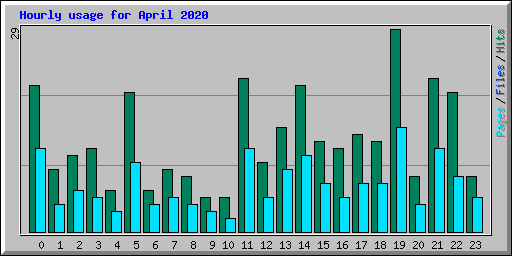 Hourly usage for April 2020
29
Pages / Files / Hits
0 1 2 3 4 5 6 7 8 9 10 11 12 13 14 15 16 17 18 19 20 21 22 23